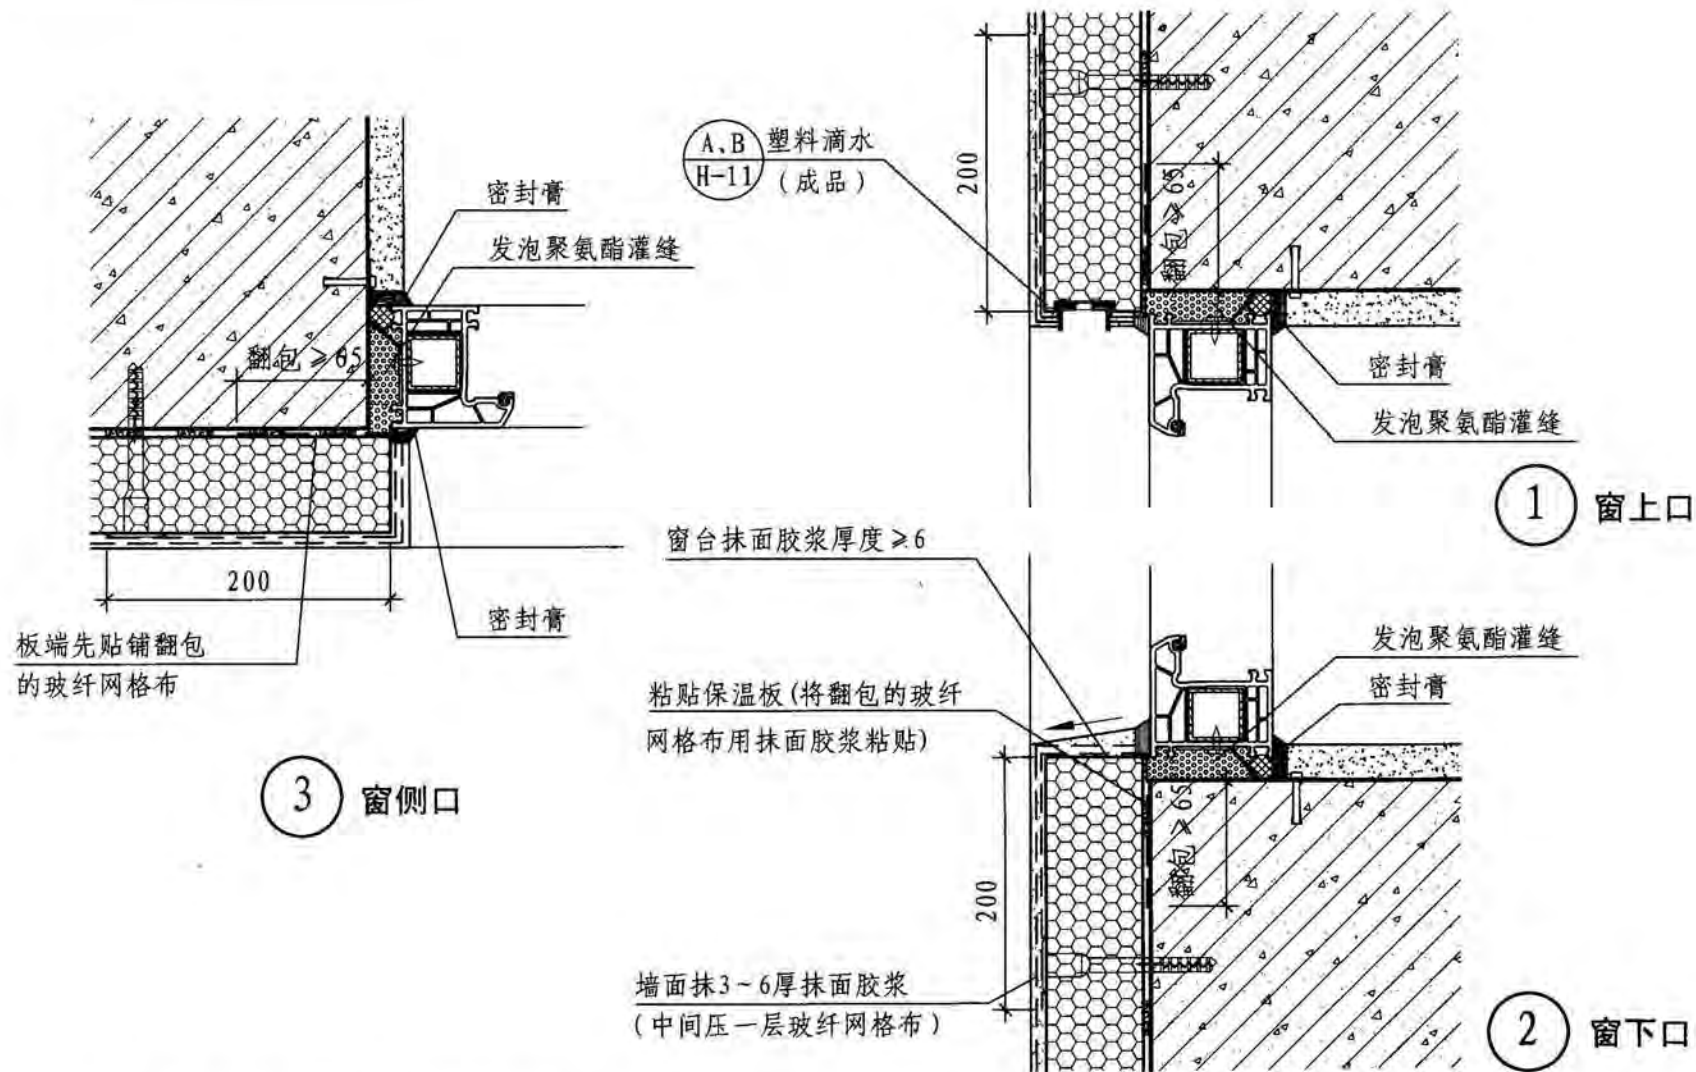 密封膏
发泡聚氨酯灌缝
翻包≥65
200
密封膏
板端先贴铺翻包
的玻纤网格布
3 窗侧口
A、B 塑料滴水
H-11 (成品)
200
翻包≥65
密封膏
发泡聚氨酯灌缝
1 窗上口
窗台抹面胶浆厚度≥6
粘贴保温板(将翻包的玻纤
网格布用抹面胶浆粘贴)
发泡聚氨酯灌缝
密封膏
翻包≥65
200
墙面抹3~6厚抹面胶浆
(中间压一层玻纤网格布)
2 窗下口